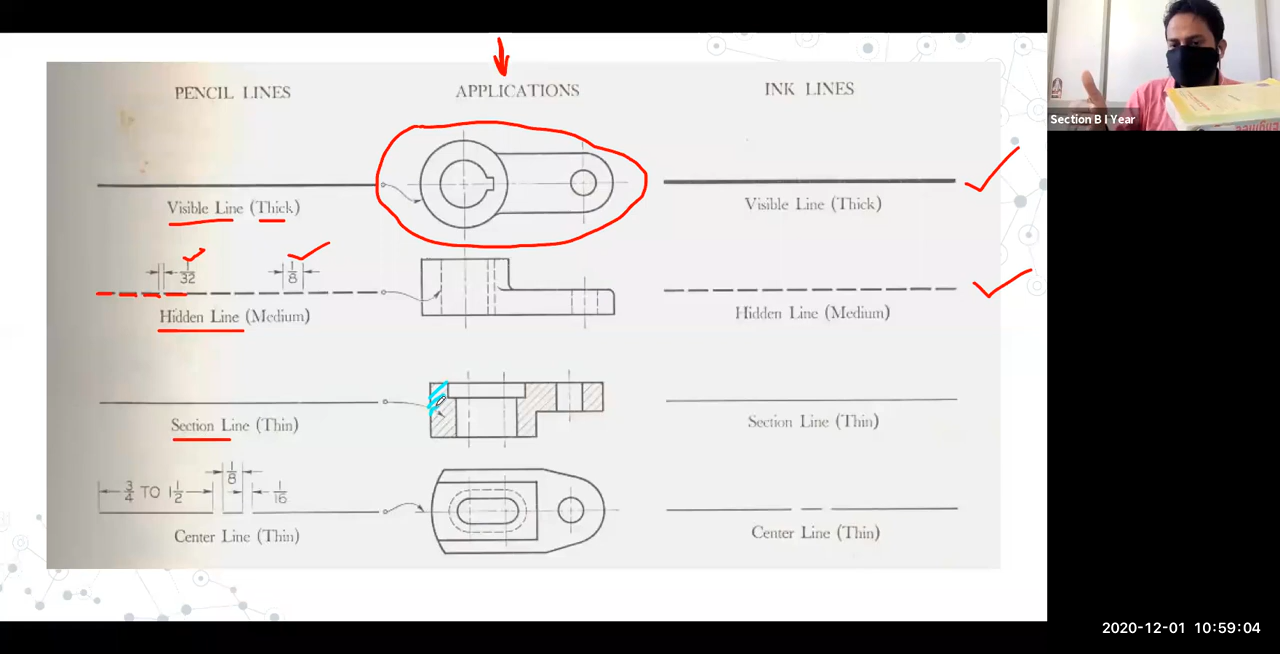 PENCIL LINES
APPLICATIONS
INK LINES
Visible Line (Thick)
Visible Line (Thick)
1/32
1/8
Hidden Line (Medium)
Hidden Line (Medium)
Section Line (Thin)
Section Line (Thin)
3/4 TO 1 1/2
1/8
1/16
Center Line (Thin)
Center Line (Thin)
Section B I Year
2020-12-01 10:59:04